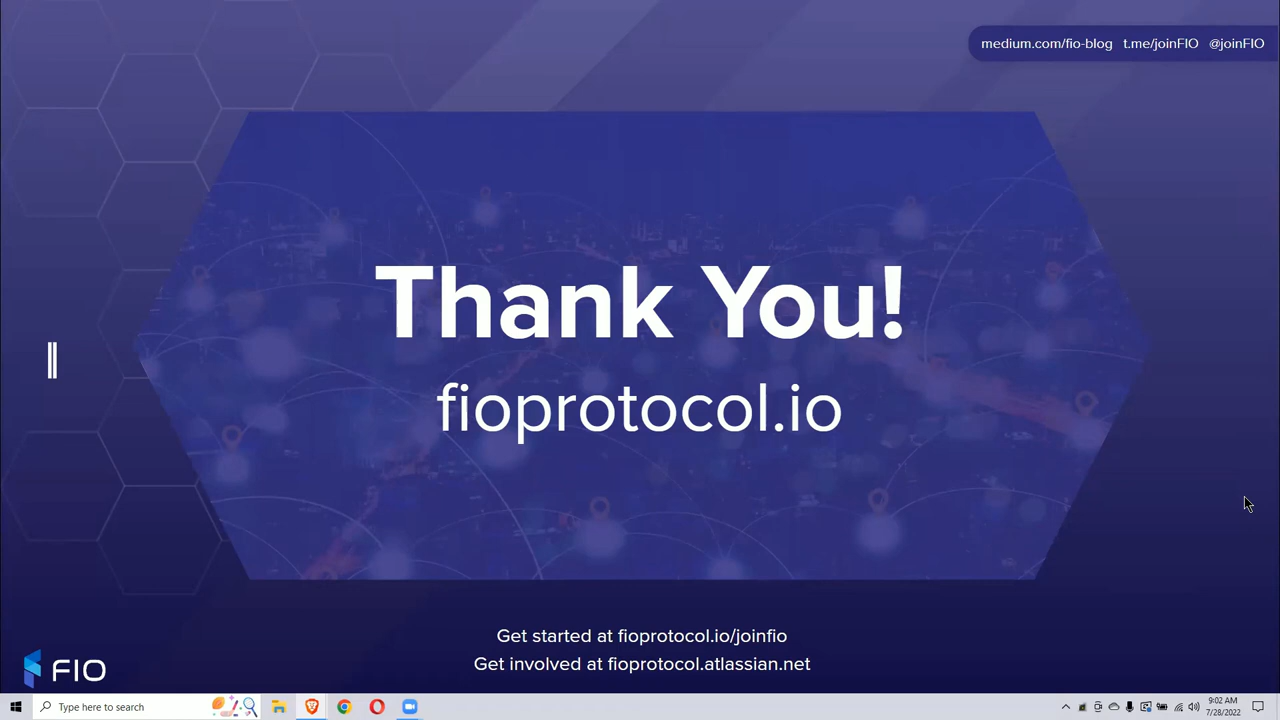 medium.com/fio-blog t.me/joinFIO @joinFIO
Thank You!
fioprotocol.io
Get started at fioprotocol.io/joinfio
Get involved at fioprotocol.atlassian.net
FIO
Type here to search
9:02 AM
7/28/2022